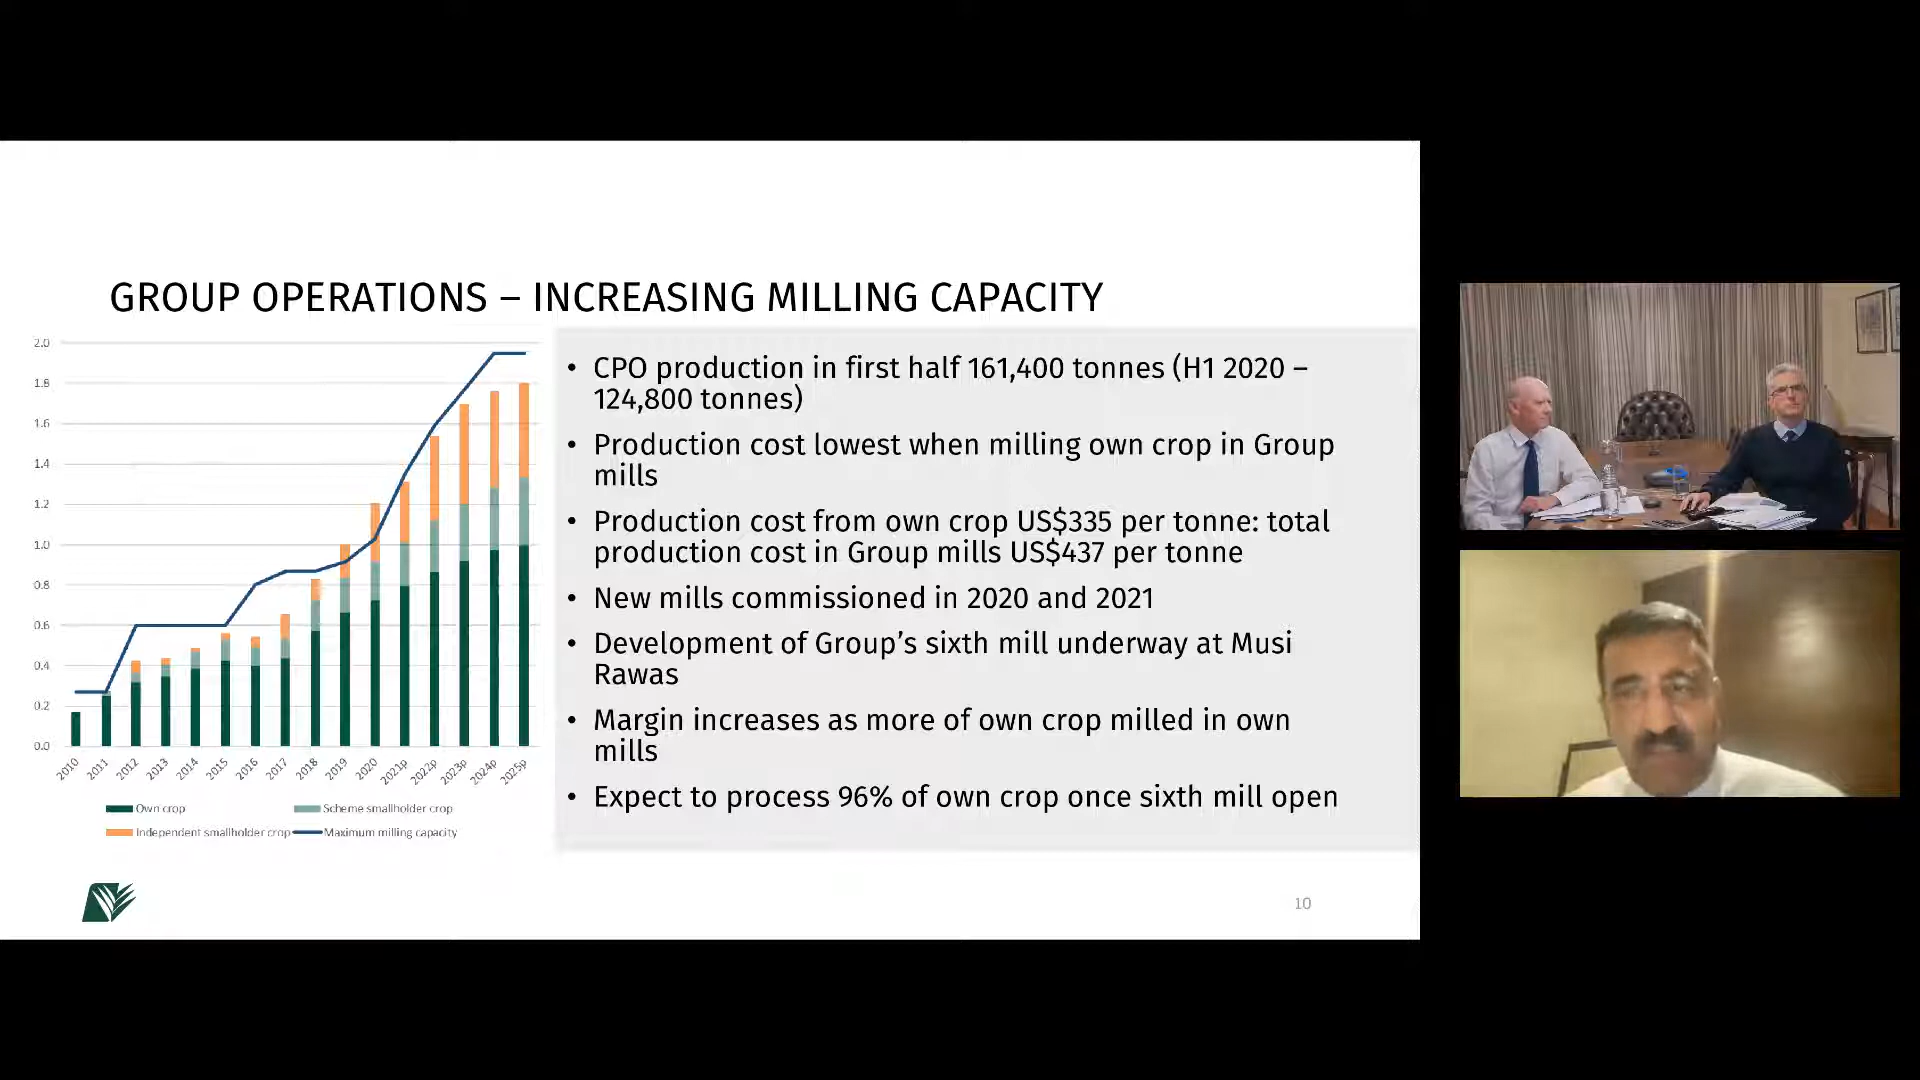 GROUP OPERATIONS – INCREASING MILLING CAPACITY
2.0
1.8
1.6
1.4
1.2
1.0
0.8
0.6
0.4
0.2
0.0
2010 2011 2012 2013 2014 2015 2016 2017 2018 2019 2020 2021p 2022p 2023p 2024p 2025p
Own crop Scheme smallholder crop
Independent smallholder crop Maximum milling capacity
• CPO production in first half 161,400 tonnes (H1 2020 –
124,800 tonnes)
• Production cost lowest when milling own crop in Group
mills
• Production cost from own crop US$335 per tonne: total
production cost in Group mills US$437 per tonne
• New mills commissioned in 2020 and 2021
• Development of Group’s sixth mill underway at Musi
Rawas
• Margin increases as more of own crop milled in own
mills
• Expect to process 96% of own crop once sixth mill open
10